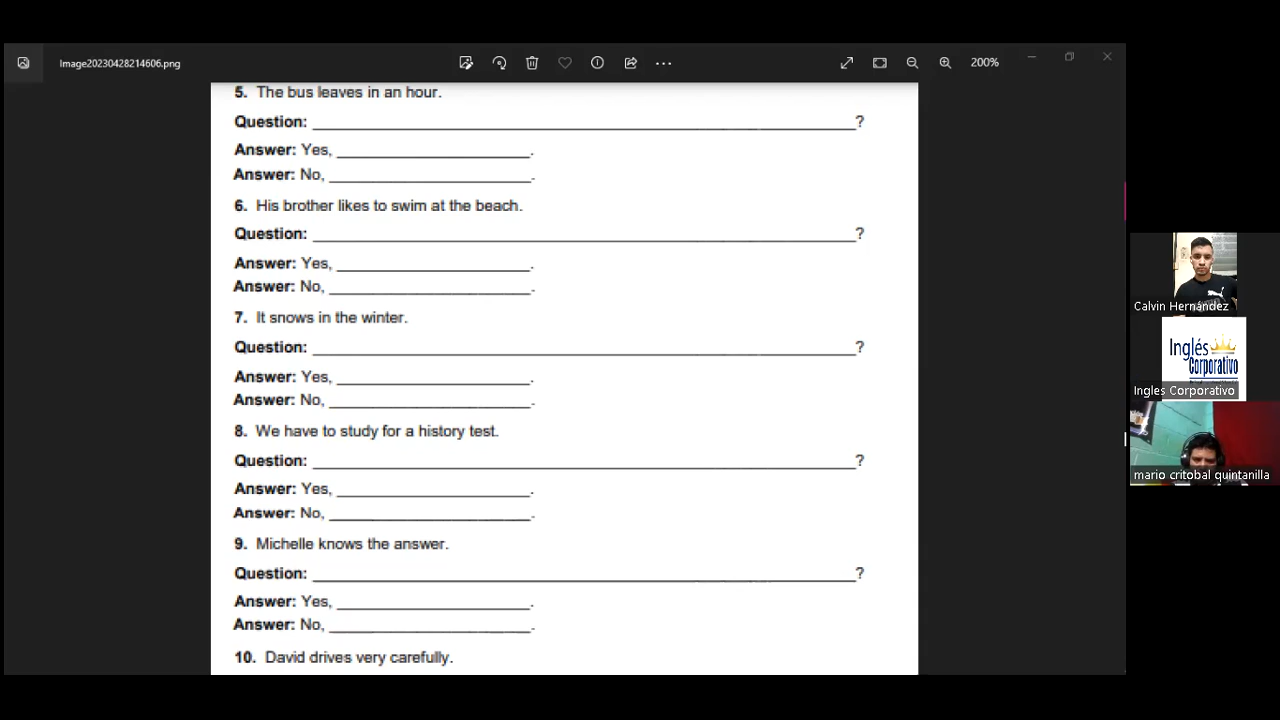 Image20230428214606.png
200%
5. The bus leaves in an hour.
Question: ?
Answer: Yes, .
Answer: No, .
6. His brother likes to swim at the beach.
Question: ?
Answer: Yes, .
Answer: No, .
7. It snows in the winter.
Question: ?
Answer: Yes, .
Answer: No, .
8. We have to study for a history test.
Question: ?
Answer: Yes, .
Answer: No, .
9. Michelle knows the answer.
Question: ?
Answer: Yes, .
Answer: No, .
10. David drives very carefully.
Calvin Hernández
Inglés
Corporativo
Ingles Corporativo
mario critobal quintanilla